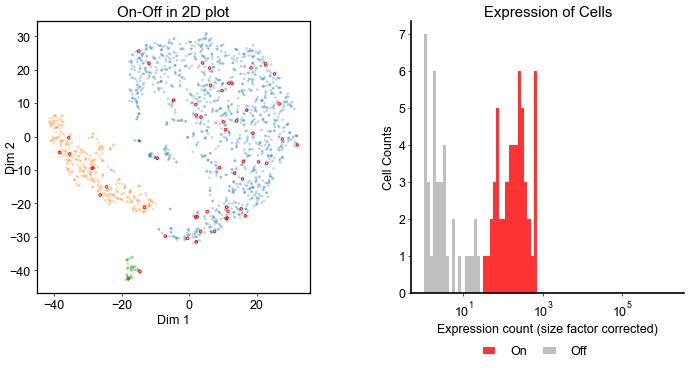 On-Off in 2D plot
30
20
10
0
−10
−20
−30
−40
Dim 2
−40
−20
0
20
Dim 1
Expression of Cells
7
6
5
4
3
2
1
0
Cell Counts
10^1
10^3
10^5
Expression count (size factor corrected)
On
Off